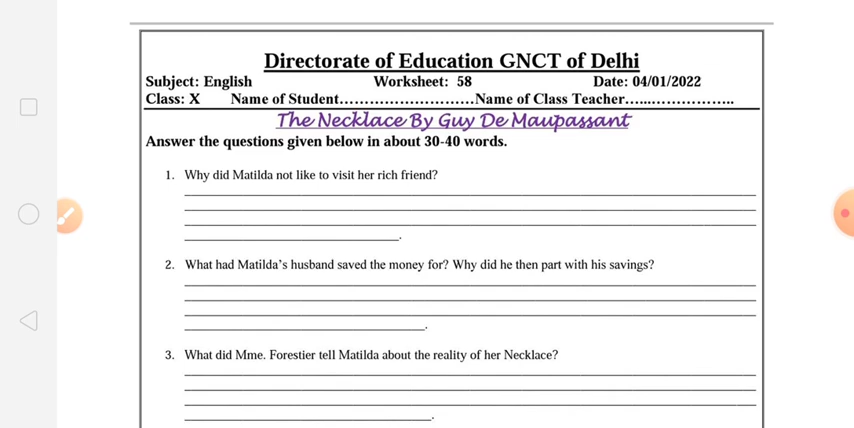 Directorate of Education GNCT of Delhi
Subject: English Worksheet: 58 Date: 04/01/2022
Class: X Name of Student………………………Name of Class Teacher…...……………..
The Necklace By Guy De Maupassant
Answer the questions given below in about 30-40 words.
1. Why did Matilda not like to visit her rich friend?
2. What had Matilda's husband saved the money for? Why did he then part with his savings?
3. What did Mme. Forestier tell Matilda about the reality of her Necklace?